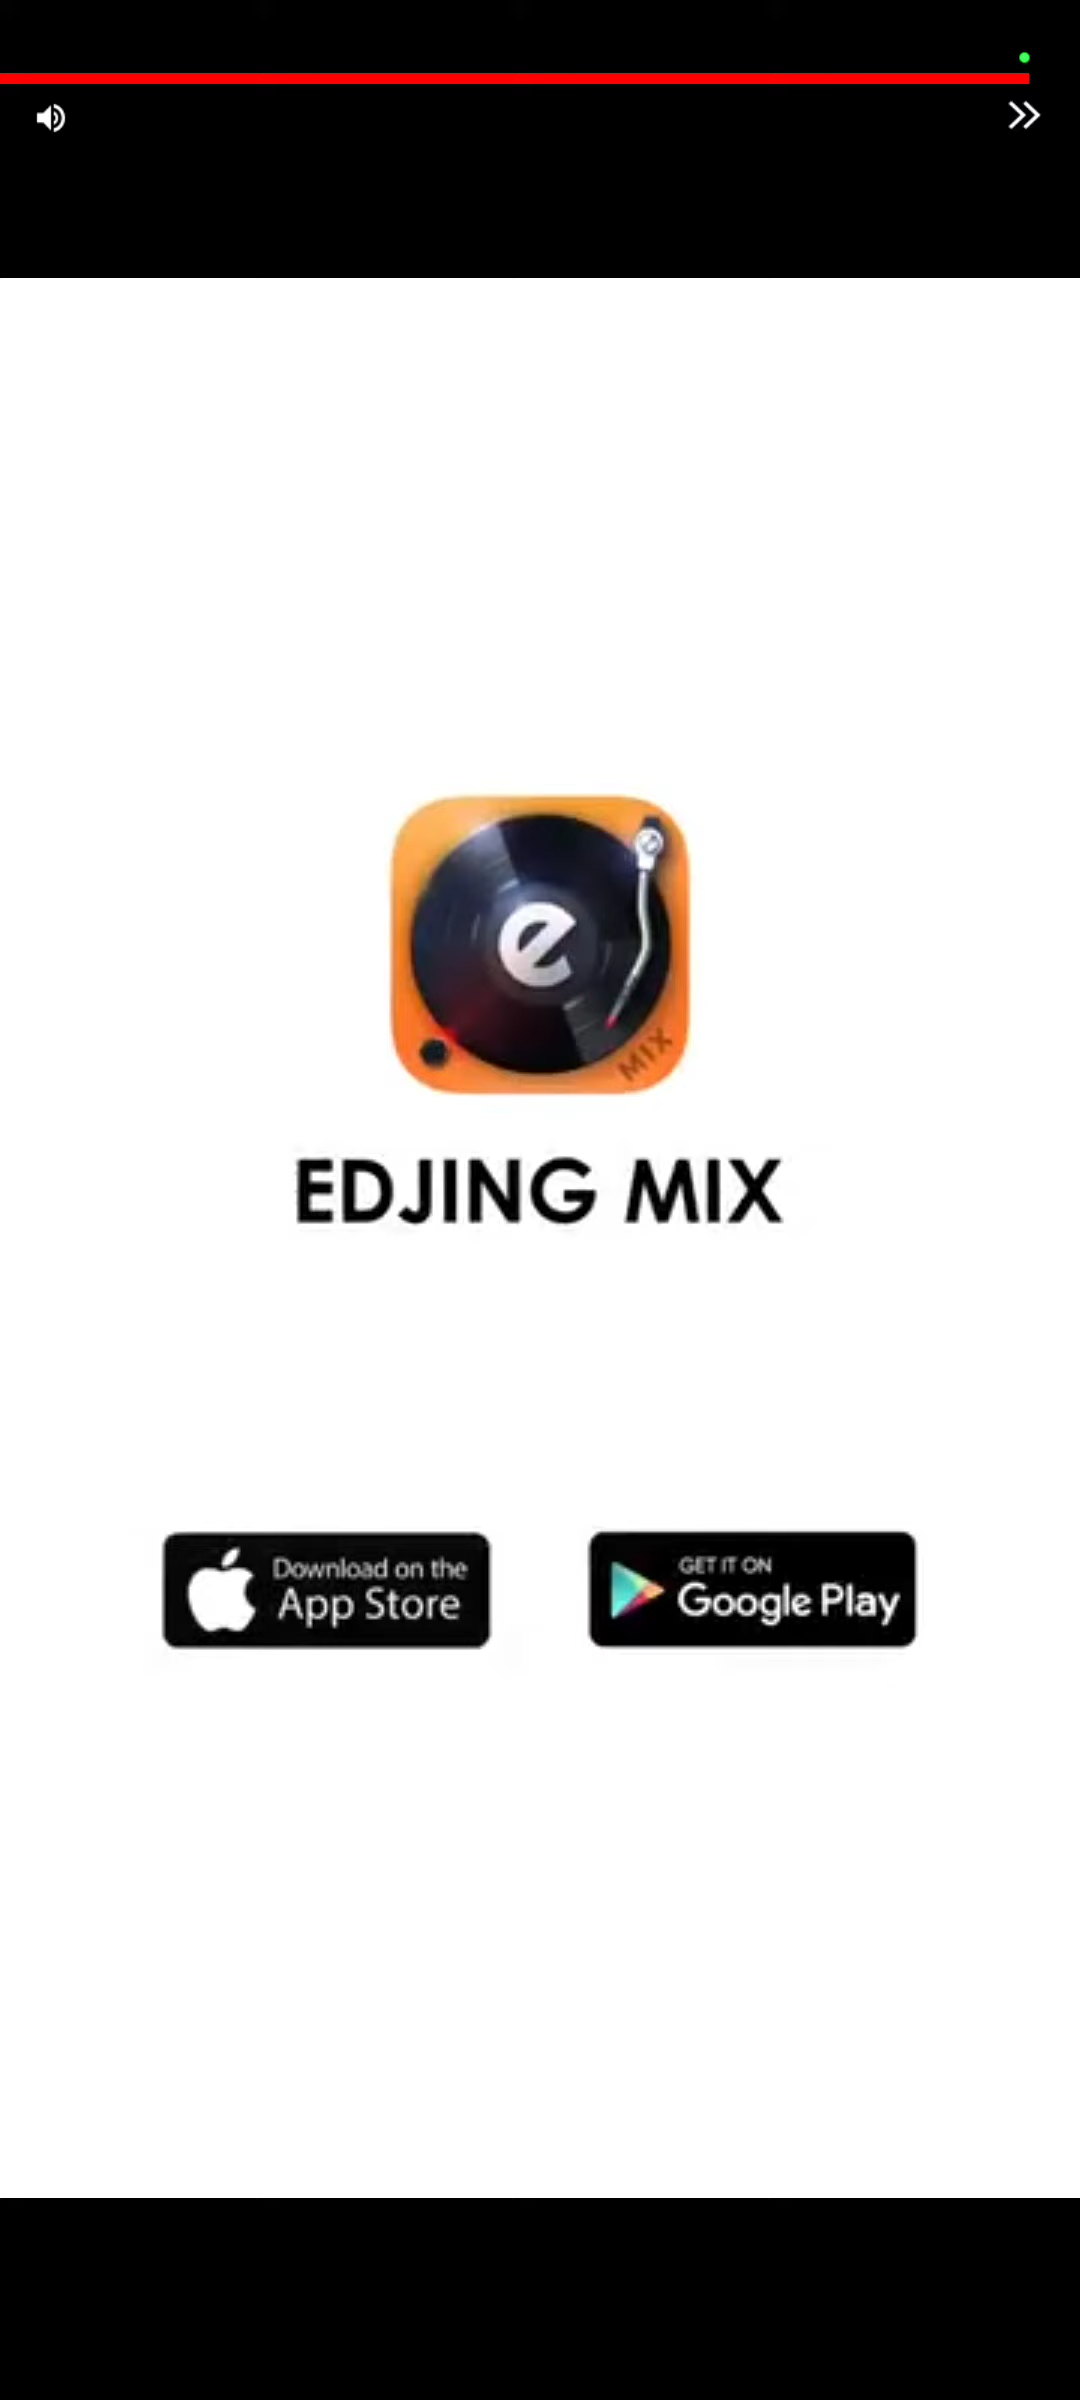 e
MIX
EDJING MIX
Download on the
App Store
GET IT ON
Google Play